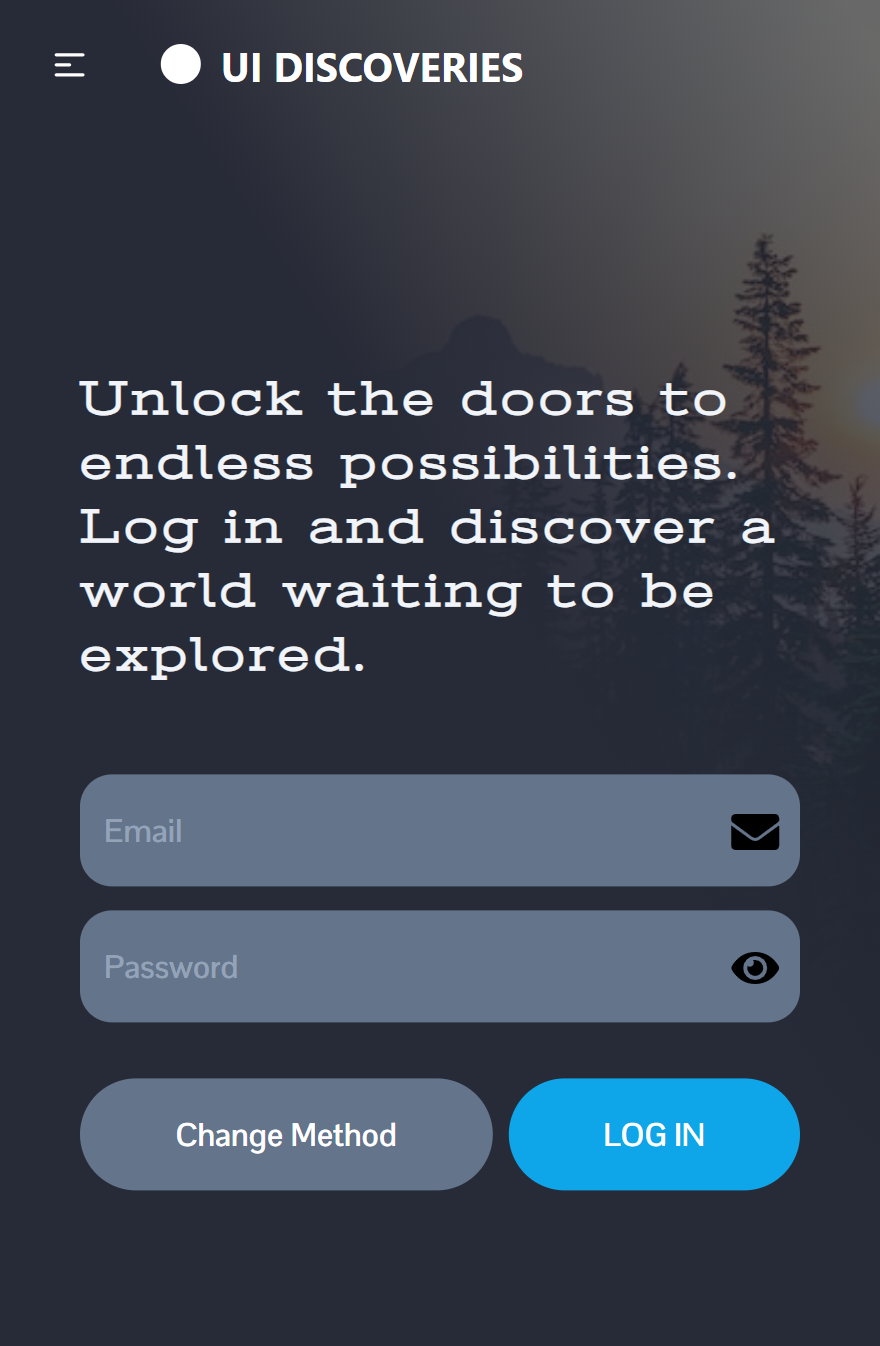 UI DISCOVERIES
Unlock the doors to
endless possibilities.
Log in and discover a
world waiting to be
explored.
Email
Password
Change Method
LOG IN